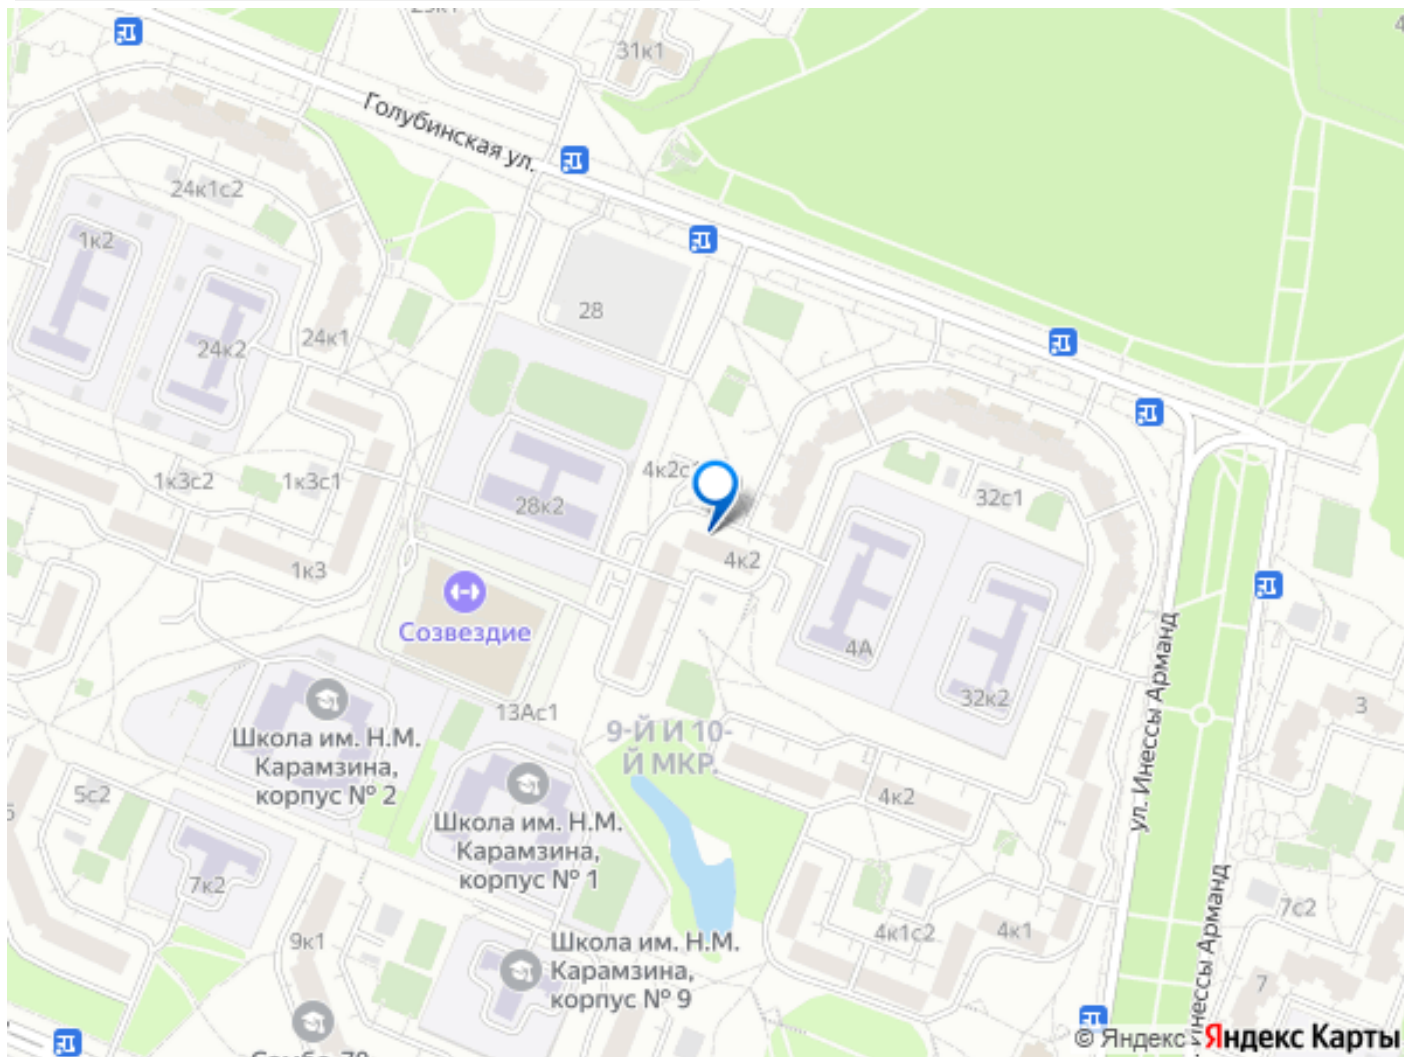 31к1
Голубинская ул.
24к1с2
1к2
28
24к1
24к2
4к2с1
1к3с2
1к3с1
32с1
28к2
1к3
4к2
Созвездие
4А
32к2
13Ас1
3
Школа им. Н.М.
Карамзина,
корпус № 2
9-Й И 10-
Й МКР.
ул. Инессы Арманд
5с2
4к2
Школа им. Н.М.
Карамзина,
корпус № 1
7к2
7с2
9к1
4к1с2
4к1
Школа им. Н.М.
Карамзина,
корпус № 9
7
Инессы Арманд
© Яндекс Яндекс Карты